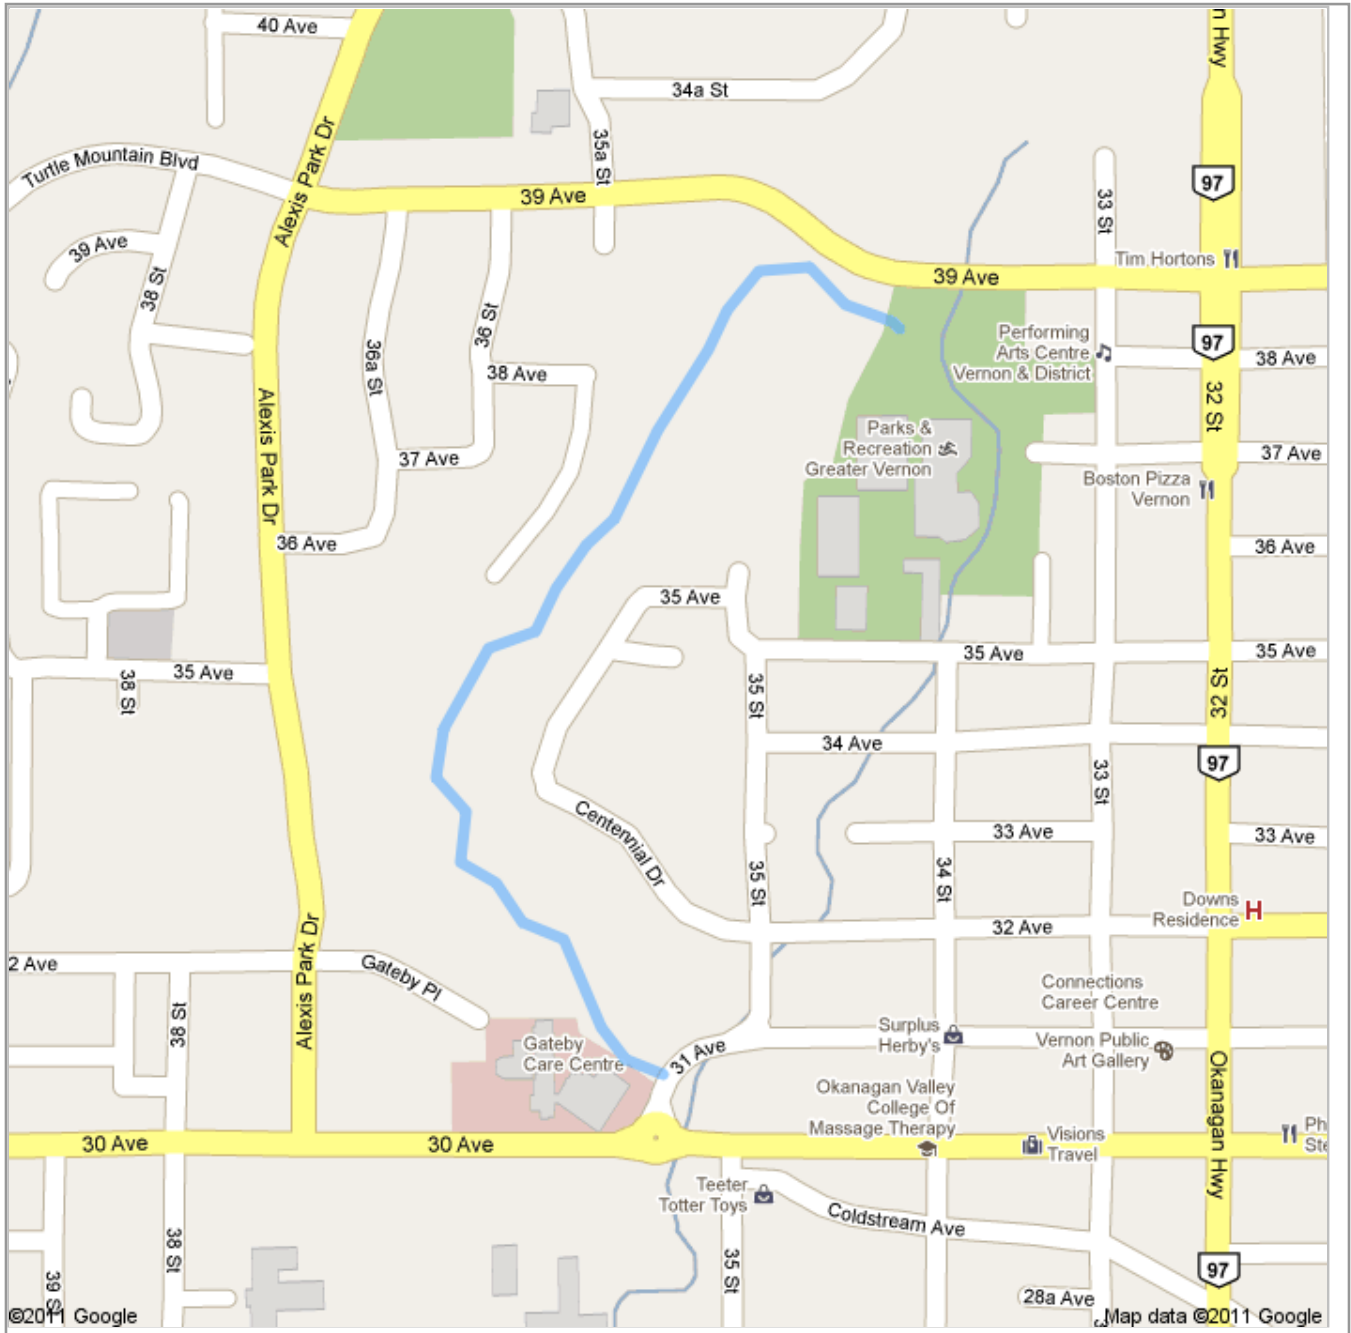 40 Ave
n Hwy
34a St
Alexis Park Dr
35a St
Turtle Mountain Blvd
97
39 Ave
33 St
39 Ave
Tim Hortons
38 St
39 Ave
36 St
36a St
Performing
Arts Centre
Vernon & District
97
38 Ave
38 Ave
32 St
Alexis Park Dr
Parks &
Recreation
Greater Vernon
37 Ave
37 Ave
Boston Pizza
Vernon
36 Ave
36 Ave
35 Ave
35 Ave
38 St
35 Ave
35 Ave
35 St
32 St
34 Ave
97
33 St
Centennial Dr
33 Ave
33 Ave
35 St
34 St
Downs
Residence
H
32 Ave
Alexis Park Dr
2 Ave
Gateby Pl
38 St
Connections
Career Centre
Gateby
Care Centre
31 Ave
Surplus
Herby's
Vernon Public
Art Gallery
Okanagan Hwy
Okanagan Valley
College Of
Massage Therapy
30 Ave
30 Ave
Visions
Travel
Ph
Ste
Teeter
Totter Toys
Coldstream Ave
38 St
35 St
39 St
97
28a Ave
©2011 Google
Map data ©2011 Google